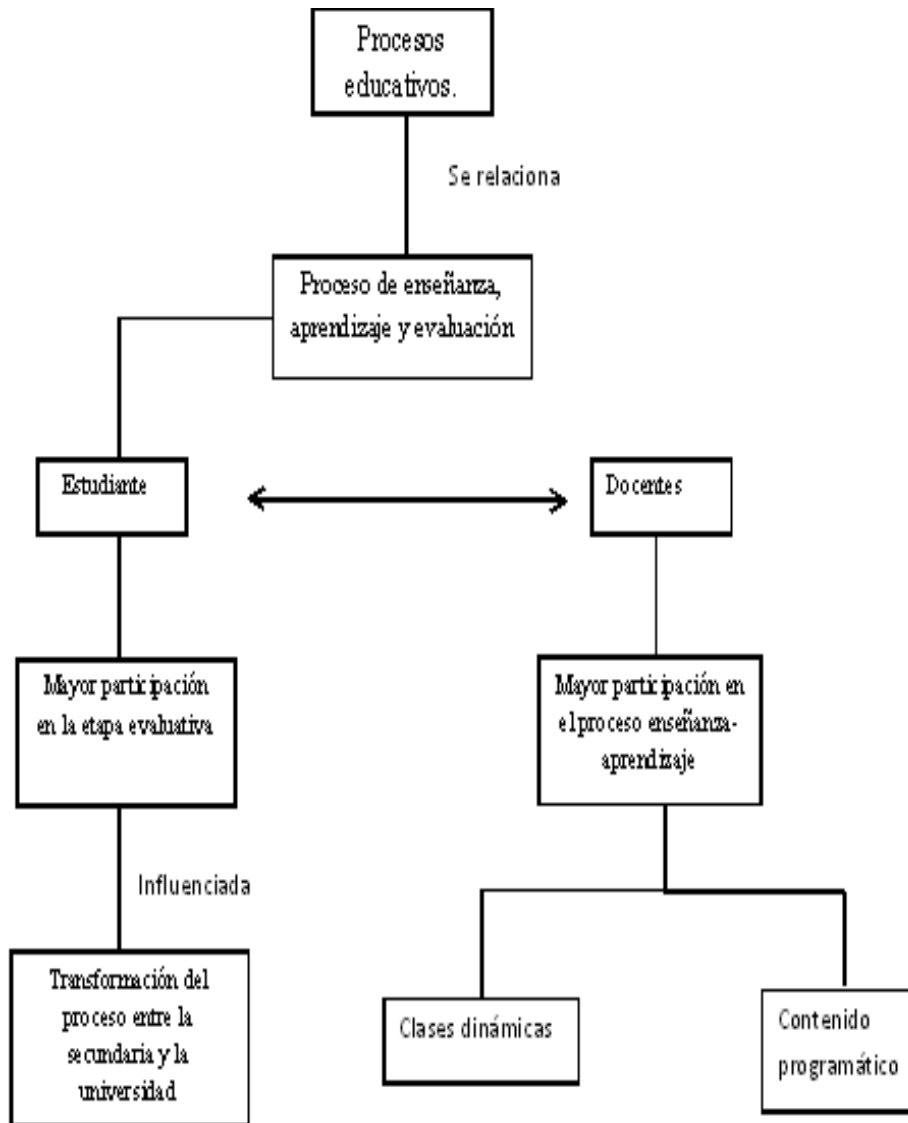 Procesos
educativos.
Se relaciona
Proceso de enseñanza,
aprendizaje y evaluación
Estudiante
Docentes
Mayor participación
en la etapa evaluativa
Mayor participación en
el proceso enseñanza-
aprendizaje
Influenciada
Transformación del
proceso entre la
secundaria y la
universidad
Clases dinámicas
Contenido
programático